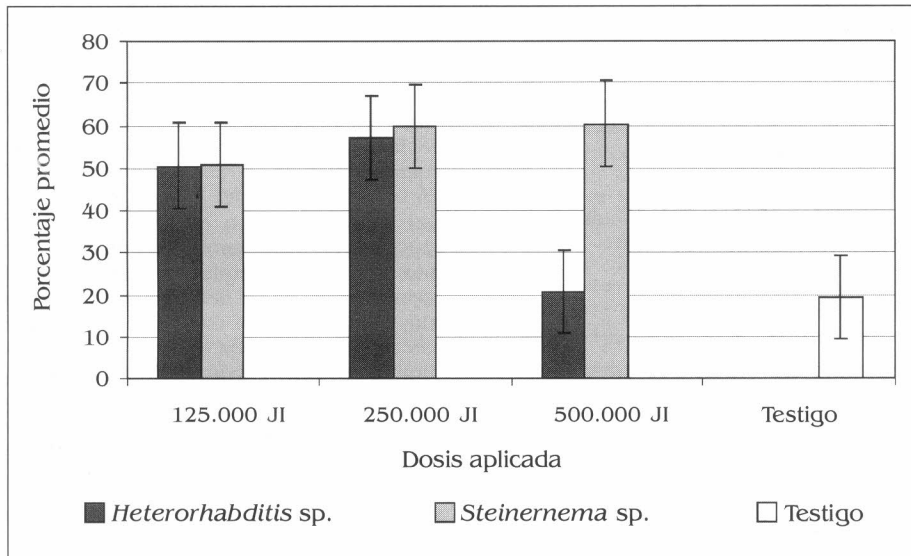 Porcentaje promedio
80
70
60
50
40
30
20
10
0
125.000 JI 250.000 JI 500.000 JI Testigo
Dosis aplicada
Heterorhabditis sp. Steinernema sp. Testigo